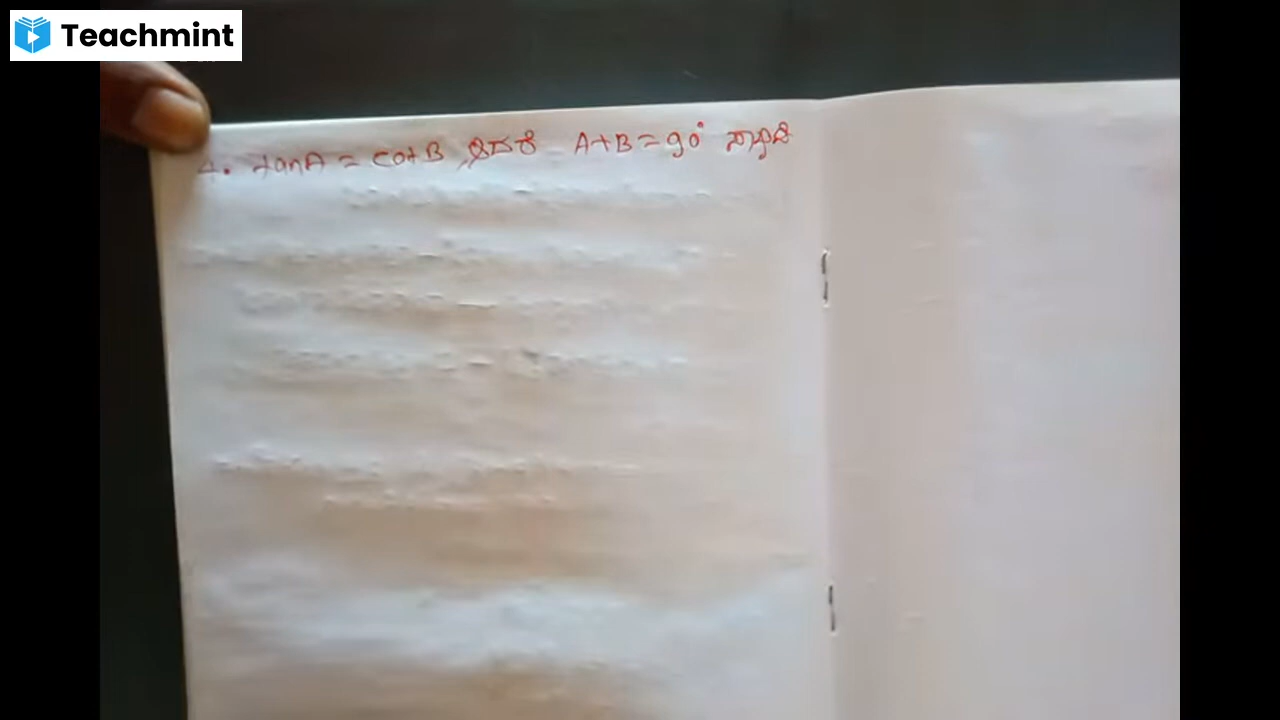 Teachmint
4. tanA = cotB ಆದರೆ A+B=90° ಸಾಧಿಸಿ